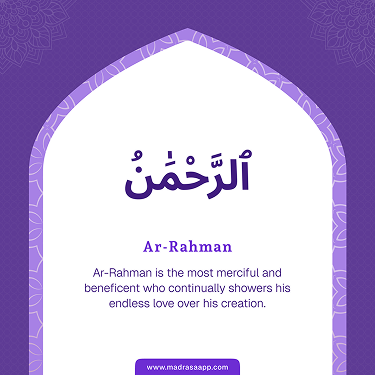 ٱلرَّحْمَٰنُ
Ar-Rahman
Ar-Rahman is the most merciful and
beneficent who continually showers his
endless love over his creation.
www.madrasaapp.com